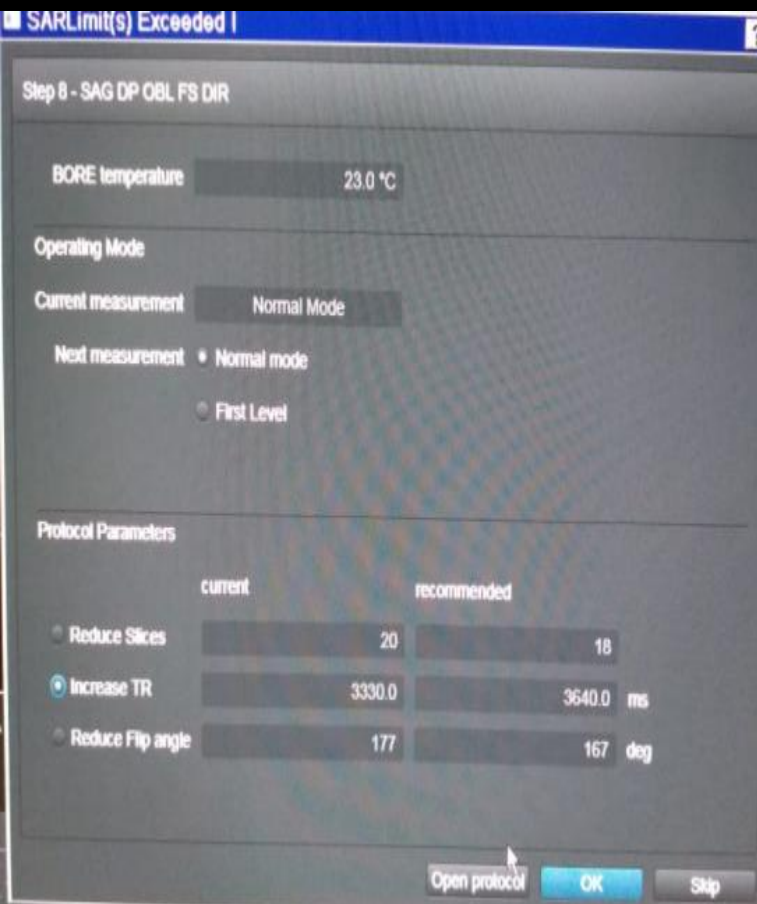 SARLimit(s) Exceeded !
?
Step 8 - SAG DP OBL FS DIR
BORE temperature 23.0 °C
Operating Mode
Current measurement Normal Mode
Next measurement Normal mode
First Level
Protocol Parameters
current recommended
Reduce Slices 20 18
Increase TR 3330.0 3640.0 ms
Reduce Flip angle 177 167 deg
Open protocol OK Skip